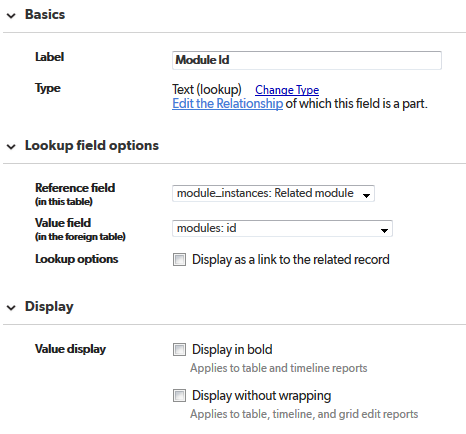 Basics
Label Module Id
Type Text (lookup) Change Type
Edit the Relationship of which this field is a part.
Lookup field options
Reference field module_instances: Related module
(in this table)
Value field modules: id
(in the foreign table)
Lookup options Display as a link to the related record
Display
Value display Display in bold
Applies to table and timeline reports
Display without wrapping
Applies to table, timeline, and grid edit reports